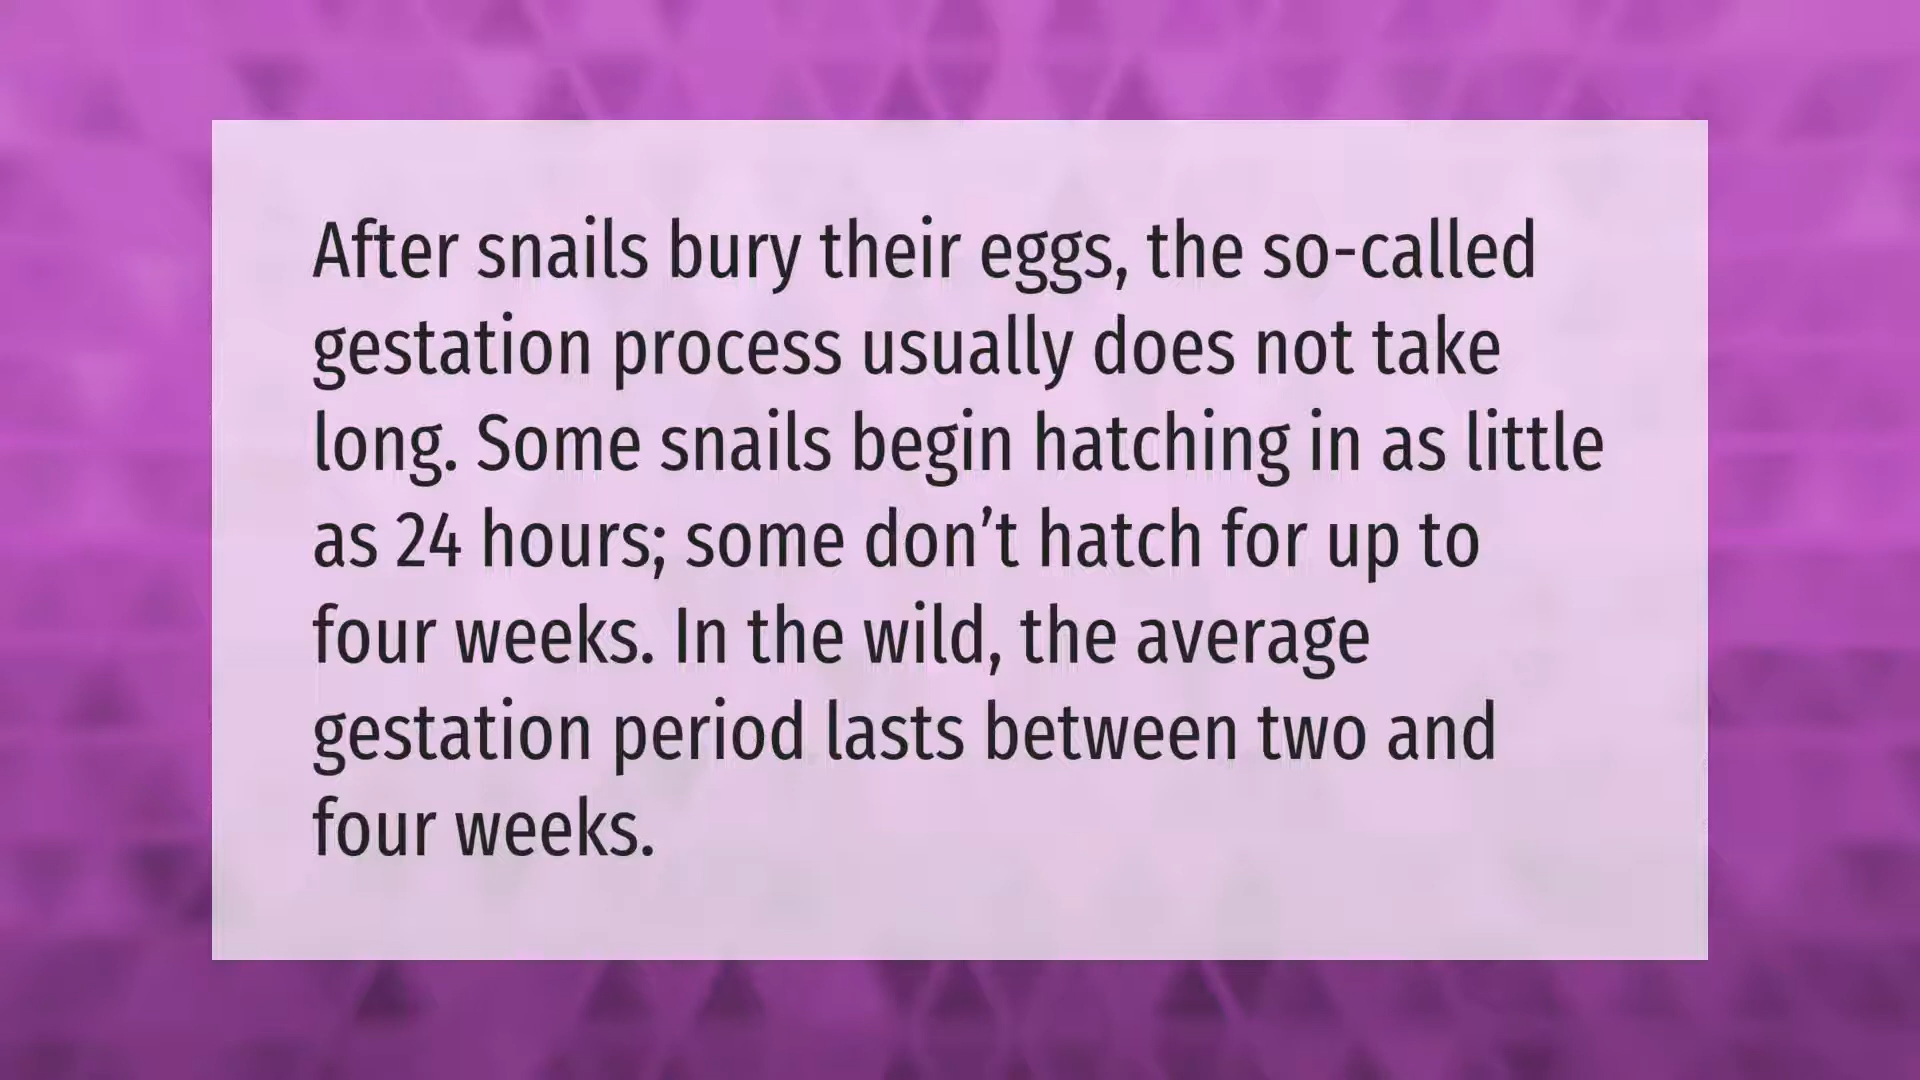 After snails bury their eggs, the so-called
gestation process usually does not take
long. Some snails begin hatching in as little
as 24 hours; some don’t hatch for up to
four weeks. In the wild, the average
gestation period lasts between two and
four weeks.